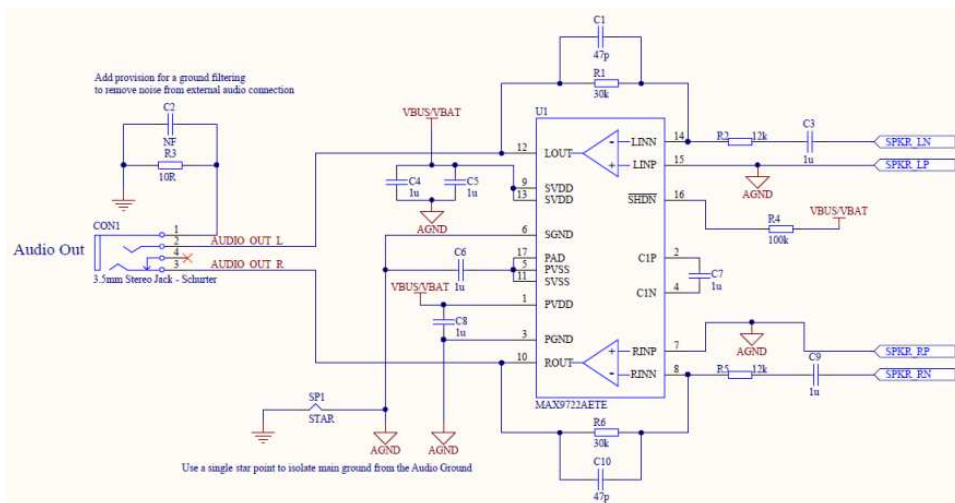 C1
47p
R1
30k
Add provision for a ground filtering
to remove noise from external audio connection
C2
NF
R3
10R
VBUS/VBAT
U1
12 LOUT
LINN 14
R2 12k
C3
1u
SPKR_LN
LINP 15
SPKR_LP
AGND
C4
1u
C5
1u
9 SVDD
13 SVDD
AGND
SHDN 16
R4
100k
VBUS/VBAT
CON1
Audio Out
1
2
4
3
AUDIO OUT L
AUDIO OUT R
3.5mm Stereo Jack - Schurter
6 SGND
C6
1u
17 PAD
5 PVSS
11 SVSS
C1P 2
C1N 4
C7
1u
VBUS/VBAT
1 PVDD
C8
1u
3 PGND
10 ROUT
RINP 7
RINN 8
AGND
SPKR_RP
R5 12k
C9
1u
SPKR_RN
MAX9722AETE
SP1
STAR
AGND
AGND
R6
30k
C10
47p
Use a single star point to isolate main ground from the Audio Ground